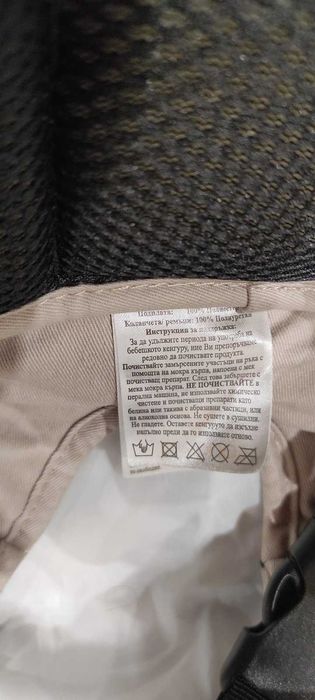 Подплата: 100% Полиестер
Коланчета/ ремъци: 100% Полиуретан
Инструкция за поддръжка:
За да удължите периода на употреба на
бебешкото кенгуру, ние Ви препоръчваме
редовно да почиствате продукта.
Почиствайте замърсените участъци на ръка с
помощта на мокра кърпа, напоена с мек
почистващ препарат. След това забършете с
мека мокра кърпа. НЕ ПОЧИСТВАЙТЕ в
перална машина, не използвайте химическо
чистене и почистващи препарати като
белина или такива с абразивни частици, или
на алкохолна основа. Не сушете в сушилня.
Не гладете. Оставете кенгуруто да изсъхне
напълно преди да го използвате отново.